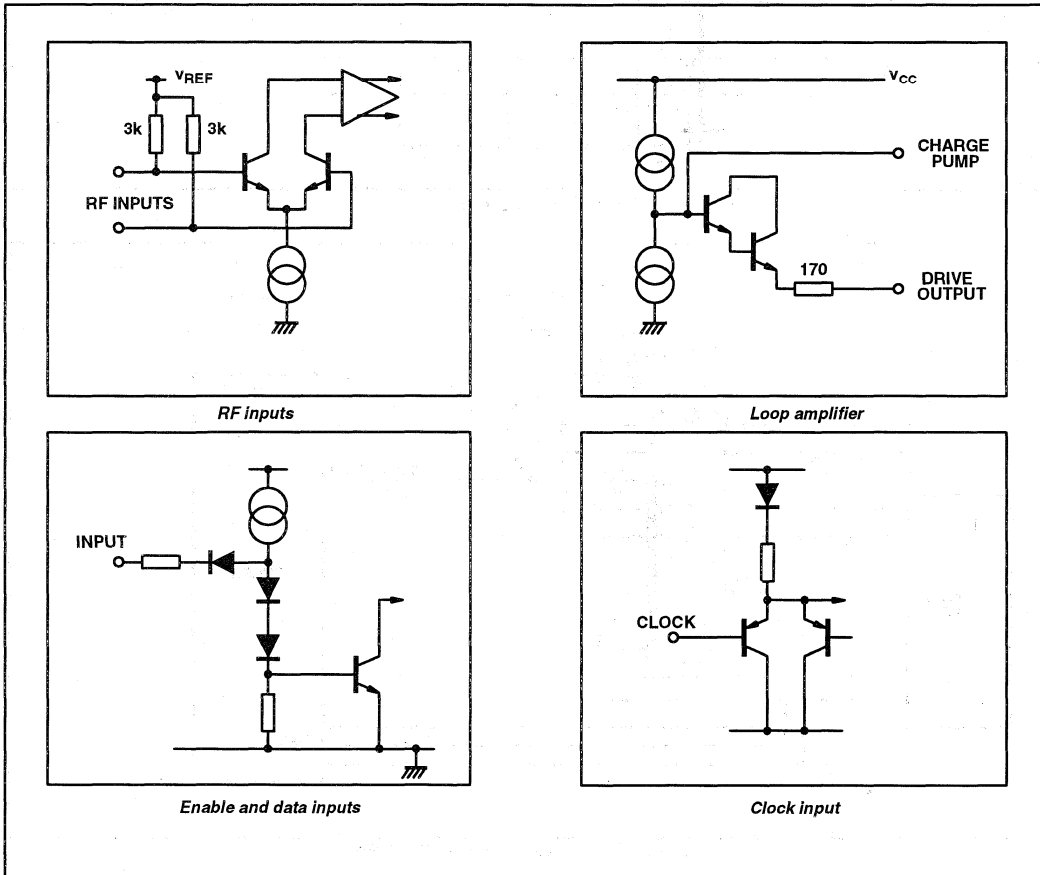 VREF
3k
3k
RF INPUTS
RF inputs
VCC
CHARGE
PUMP
170
DRIVE
OUTPUT
Loop amplifier
INPUT
Enable and data inputs
CLOCK
Clock input